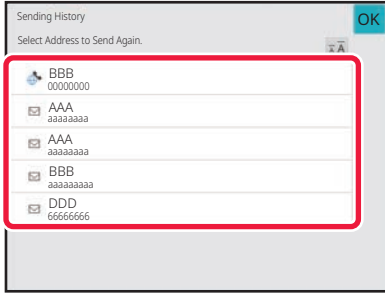 Sending History
OK
Select Address to Send Again.
A A
BBB
00000000
AAA
aaaaaaaa
AAA
aaaaaaaa
BBB
aaaaaaaaa
DDD
66666666